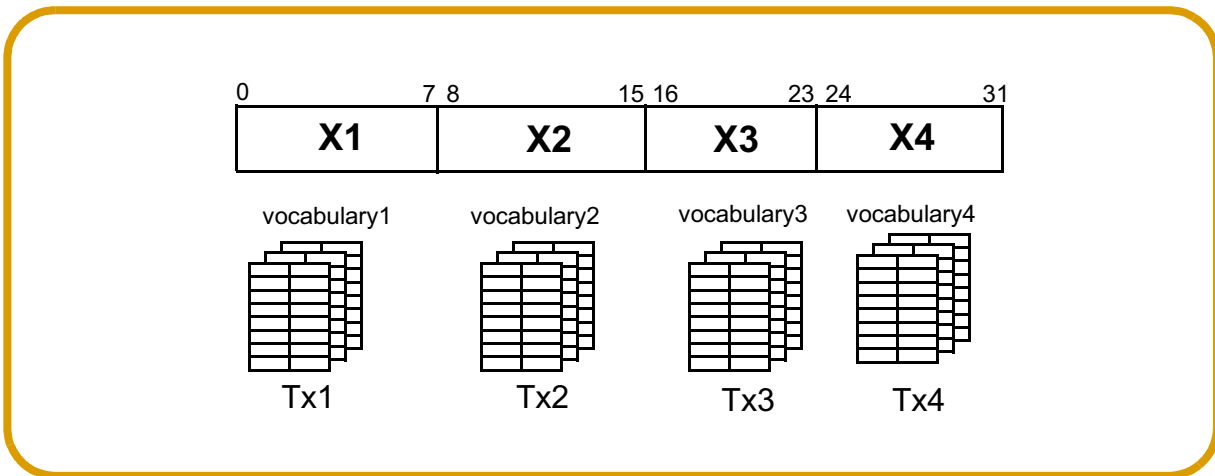 0 7 8 15 16 23 24 31
X1 X2 X3 X4
vocabulary1 vocabulary2 vocabulary3 vocabulary4
Tx1 Tx2 Tx3 Tx4